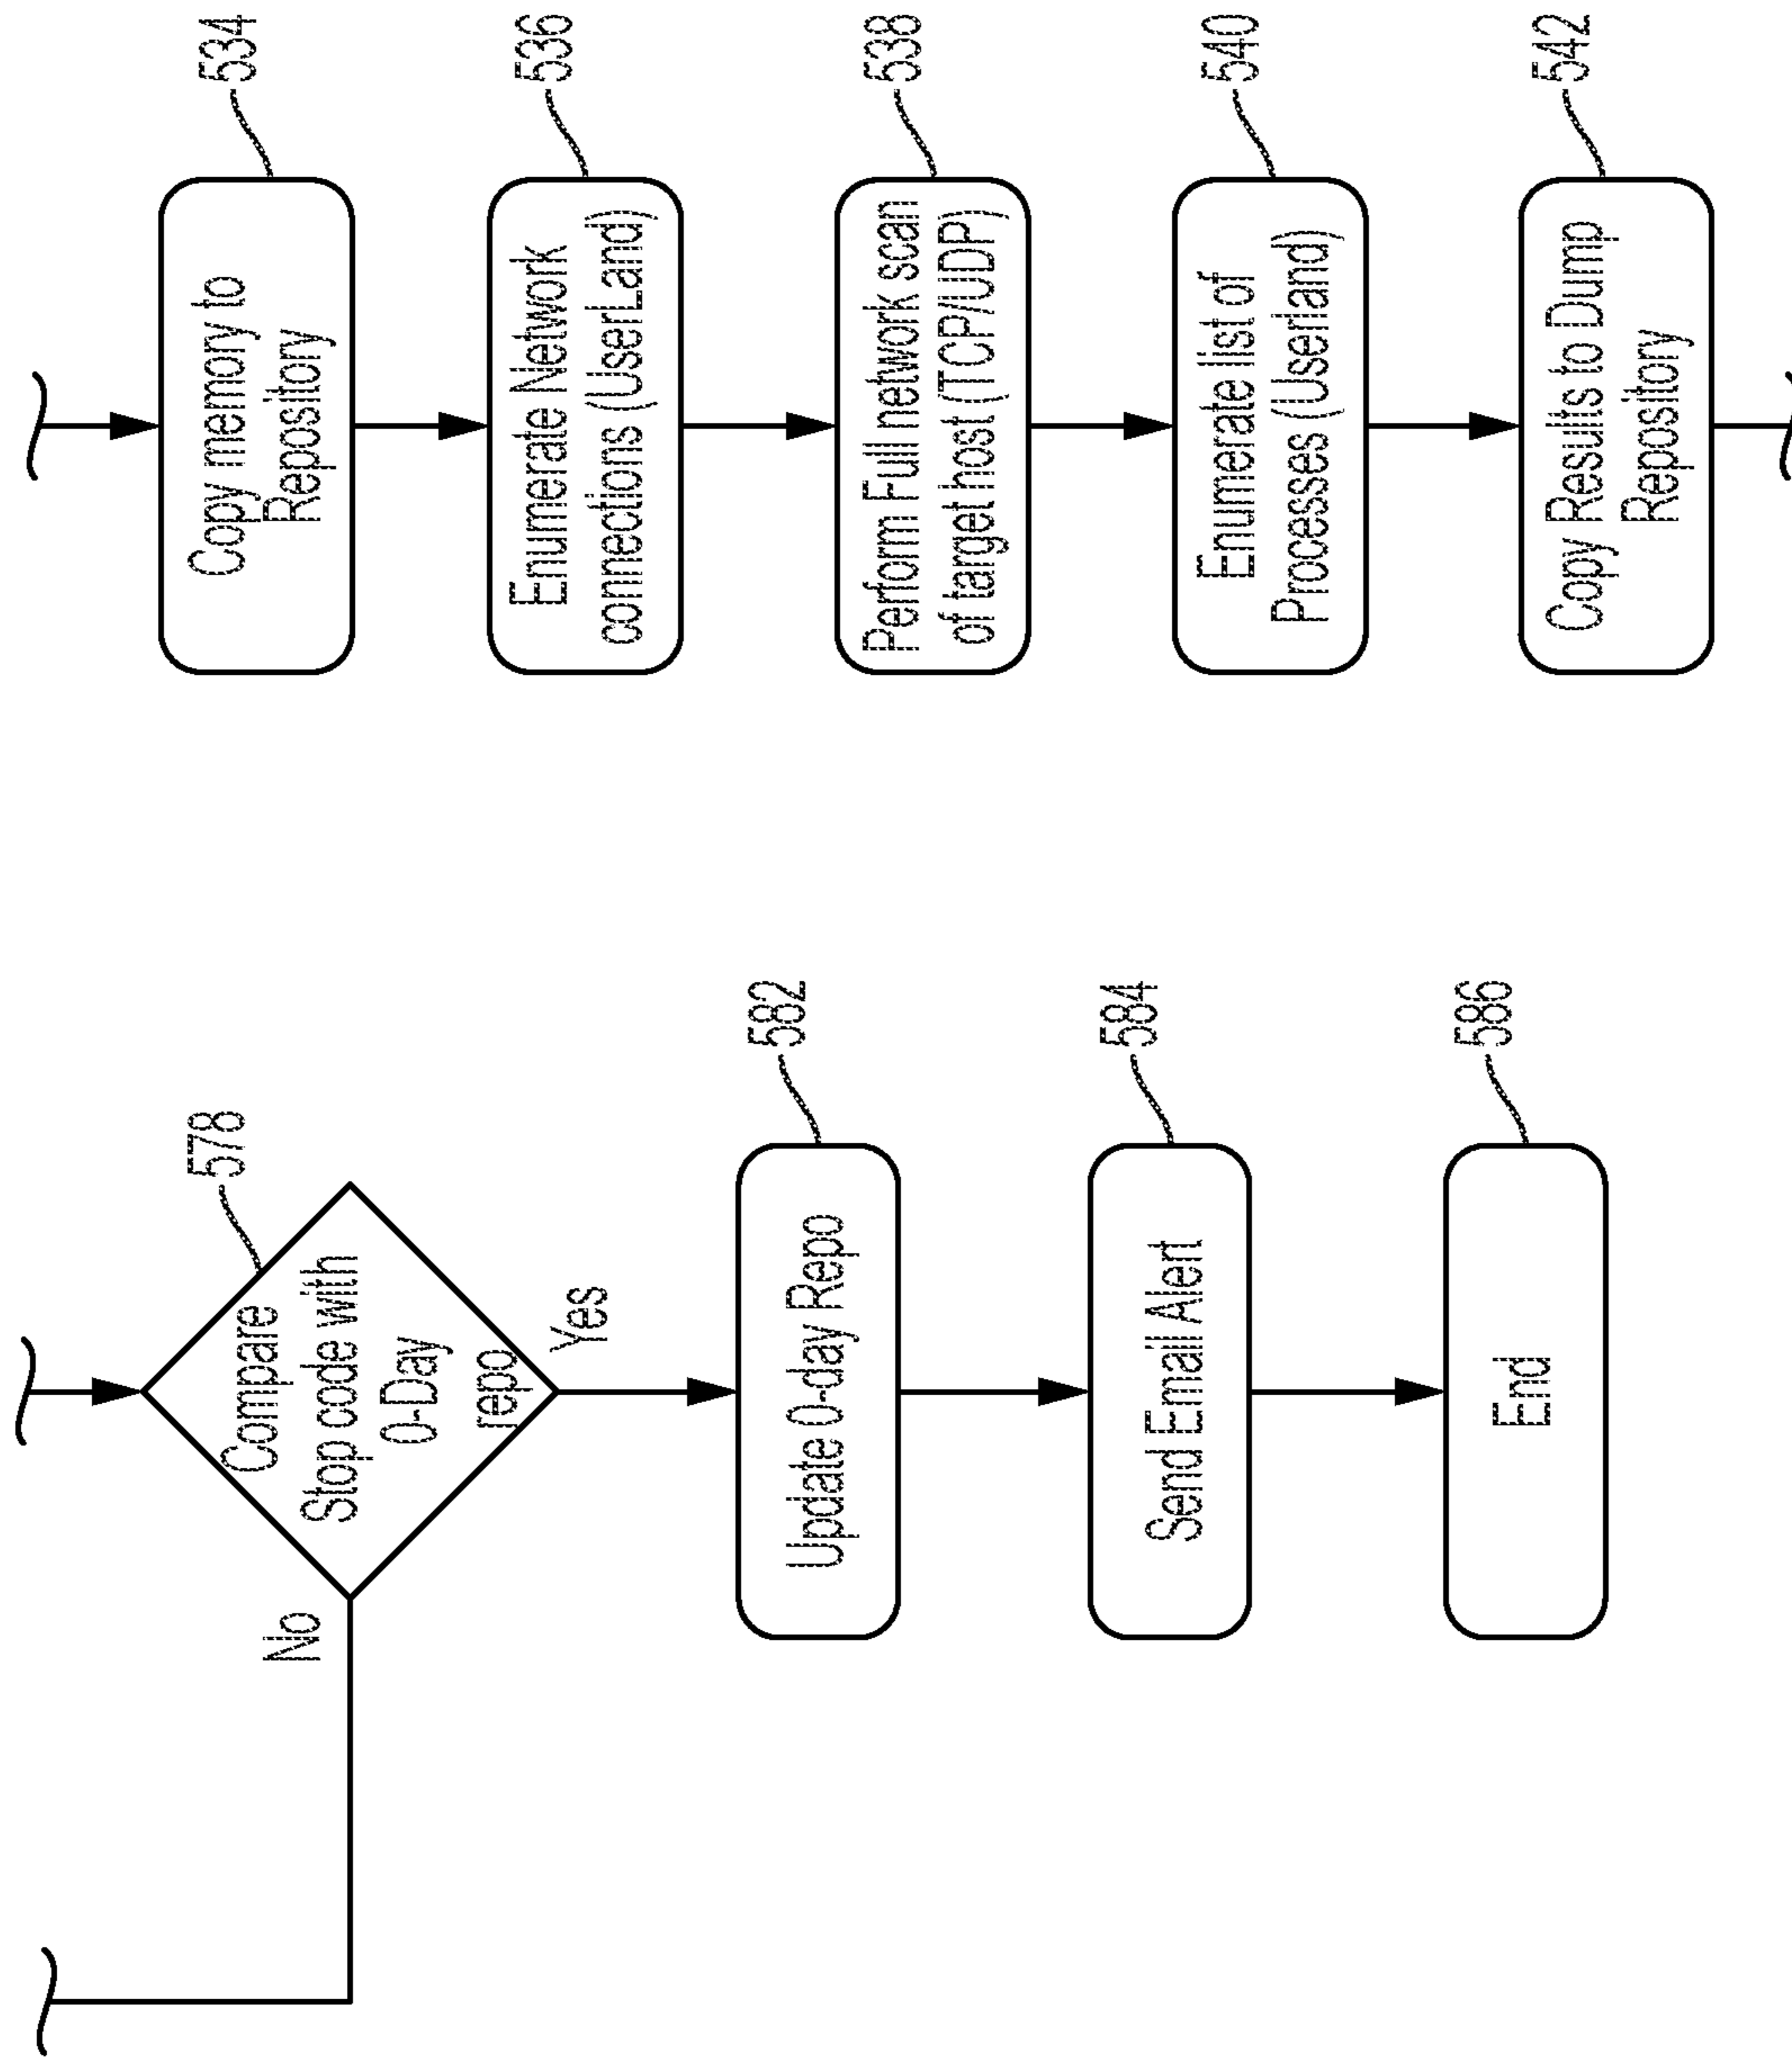 578
Compare
Stop code with
0-Day
repo
No
Yes
582
Update 0-day Repo
584
Send Email Alert
586
End
534
Copy memory to
Repository
536
Enumerate Network
connections (UserLand)
538
Perform Full network scan
of target host (TCP/UDP)
540
Enumerate list of
Processes (Userland)
542
Copy Results to Dump
Repository